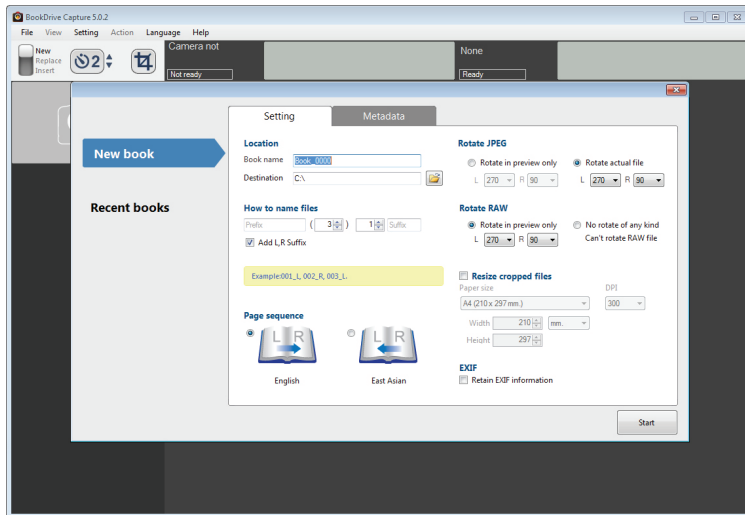 BookDrive Capture 5.0.2
File View Setting Action Language Help
New
Replace
Insert
2
Camera not
Not ready
None
Ready
New book
Recent books
Setting
Metadata
Location
Book name Book_0000
Destination C:\
How to name files
Prefix ( 3 ) 1 Suffix
Add L,R Suffix
Example:001_L, 002_R, 003_L.
Page sequence
L R
English
L R
East Asian
Rotate JPEG
Rotate in preview only
Rotate actual file
L 270 R 90
L 270 R 90
Rotate RAW
Rotate in preview only
No rotate of any kind
L 270 R 90
Can't rotate RAW file
Resize cropped files
Paper size
DPI
A4 (210 x 297 mm.)
300
Width 210 mm.
Height 297
EXIF
Retain EXIF information
Start